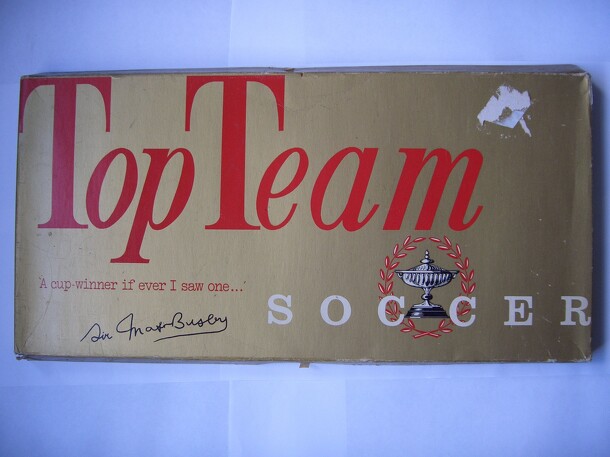 Top Team
'A cup-winner if ever I saw one...'
SOCCER
Sir Matt Busby